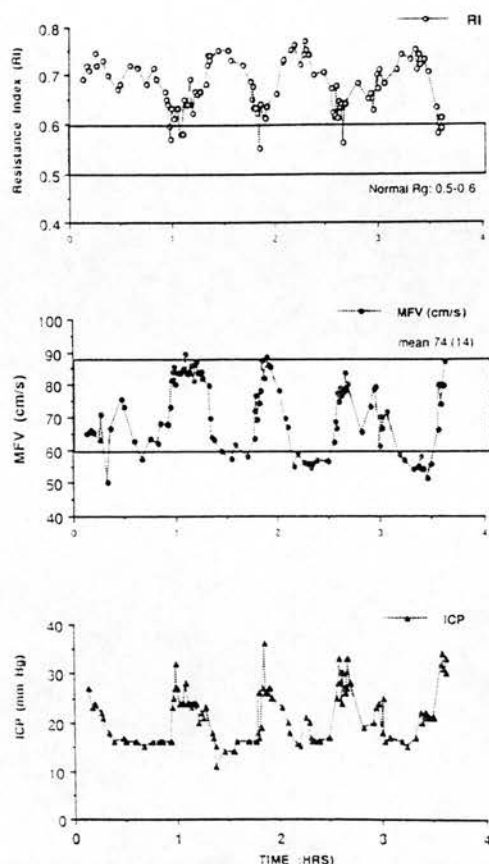 RI
Resistance Index (RI)
0.8
0.7
0.6
0.5
0.4
Normal Rg: 0.5-0.6
0 1 2 3 4
MFV (cm/s)
mean 74 (14)
MFV (cm/s)
100
90
80
70
60
50
40
0 1 2 3 4
ICP
ICP (mm Hg)
40
30
20
10
0
0 1 2 3 4
TIME :HRS)